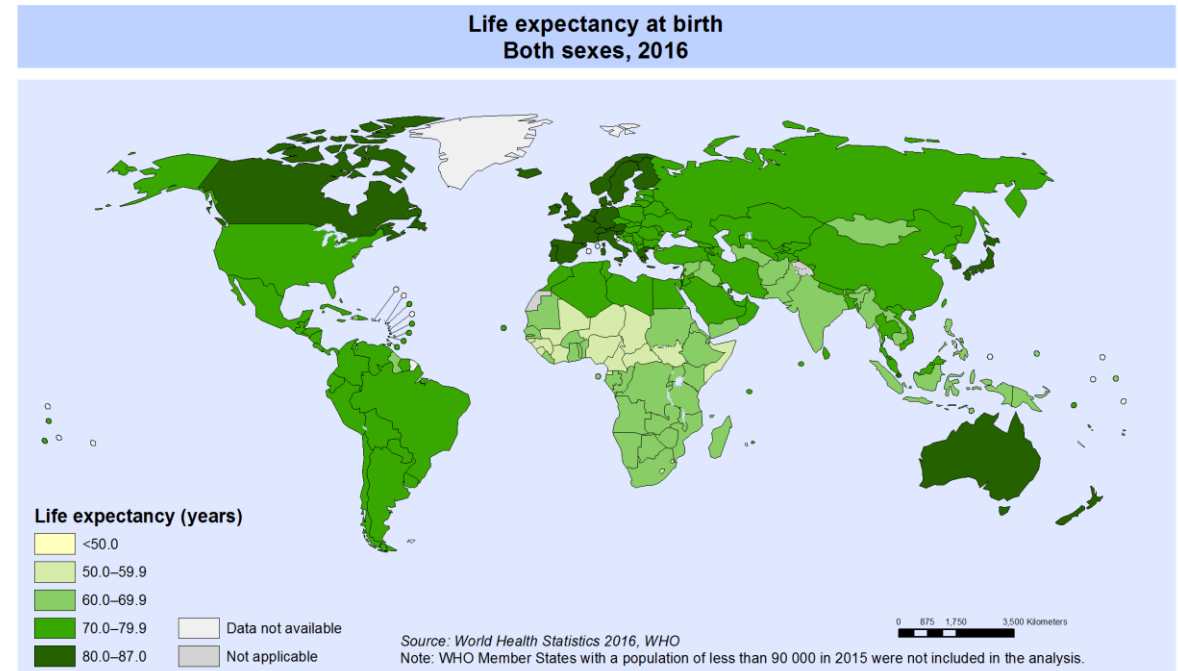 Life expectancy at birth
Both sexes, 2016
Life expectancy (years)
<50.0
50.0–59.9
60.0–69.9
70.0–79.9
80.0–87.0
Data not available
Not applicable
Source: World Health Statistics 2016, WHO
Note: WHO Member States with a population of less than 90 000 in 2015 were not included in the analysis.
0 875 1,750 3,500 Kilometers